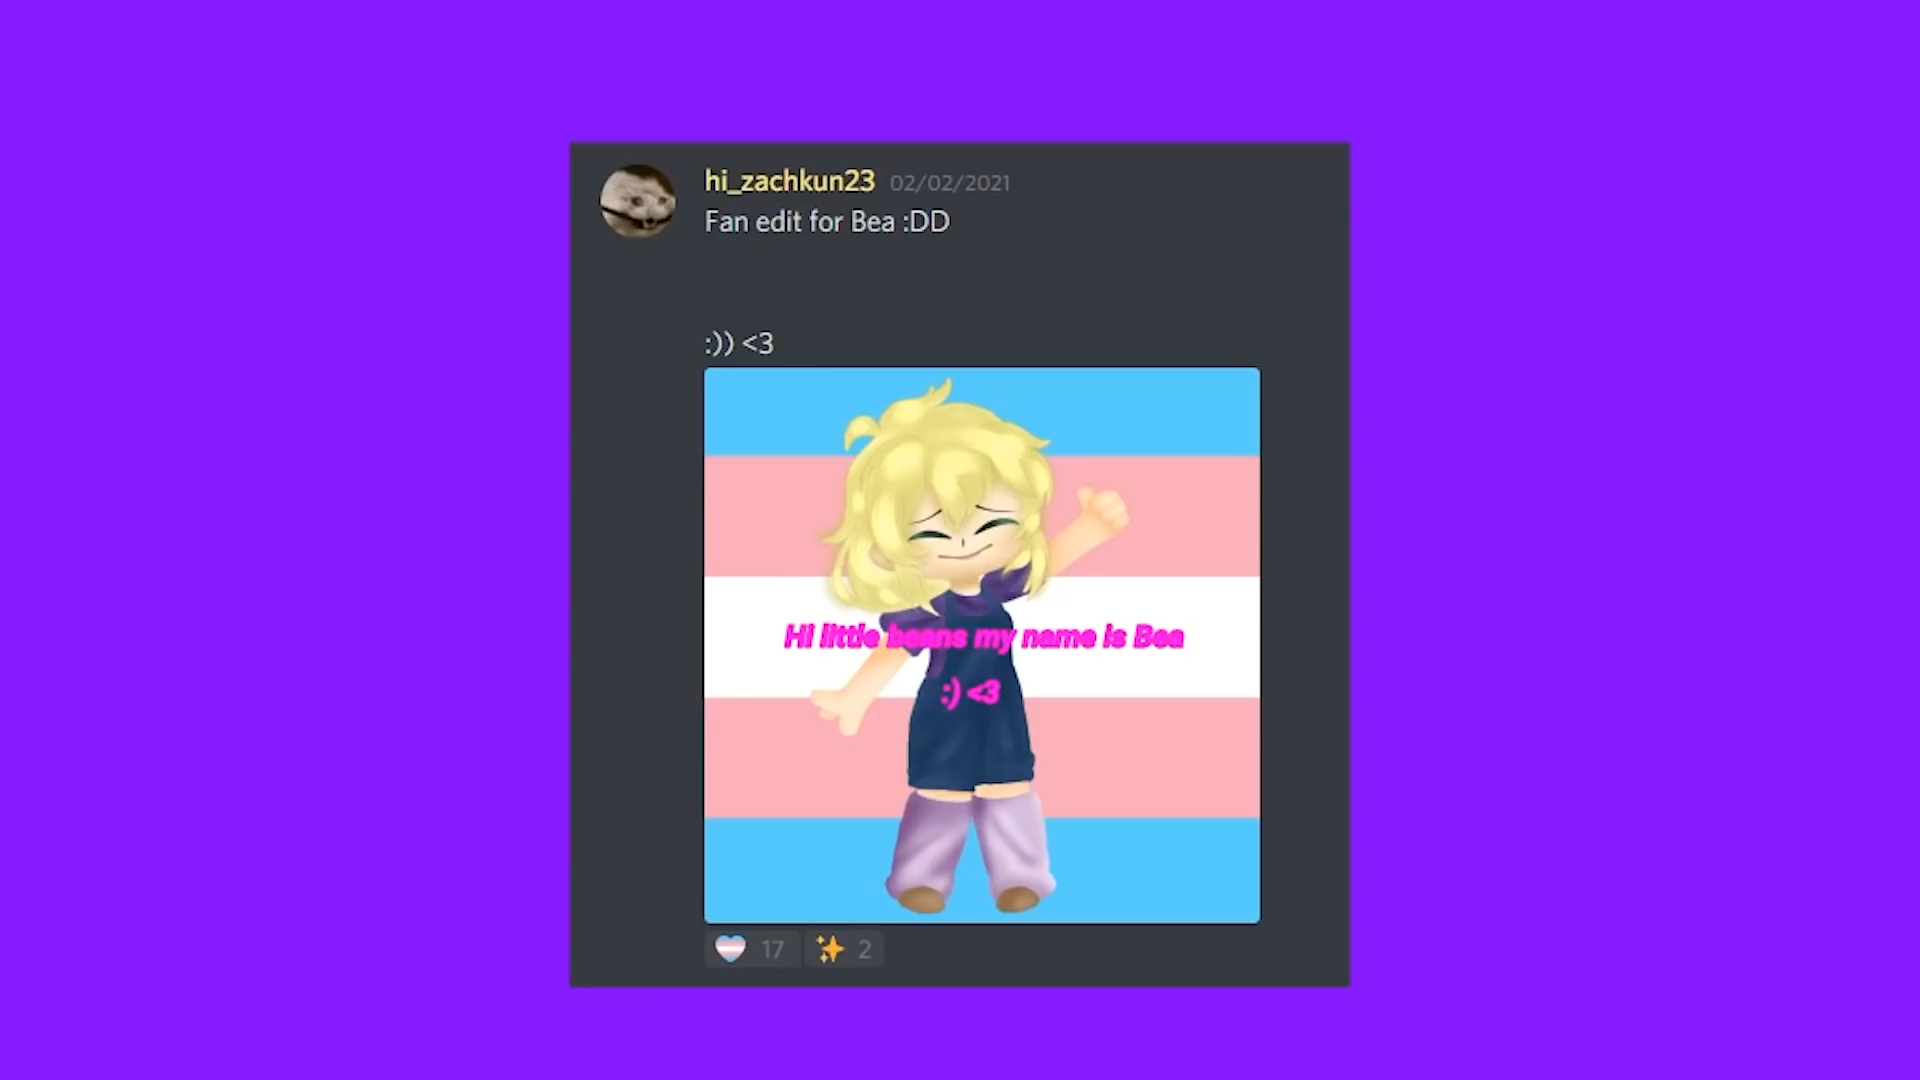 hi_zachkun23 02/02/2021
Fan edit for Bea :DD
:)) <3
Hi little beans my name is Bea
:) <3
17 2